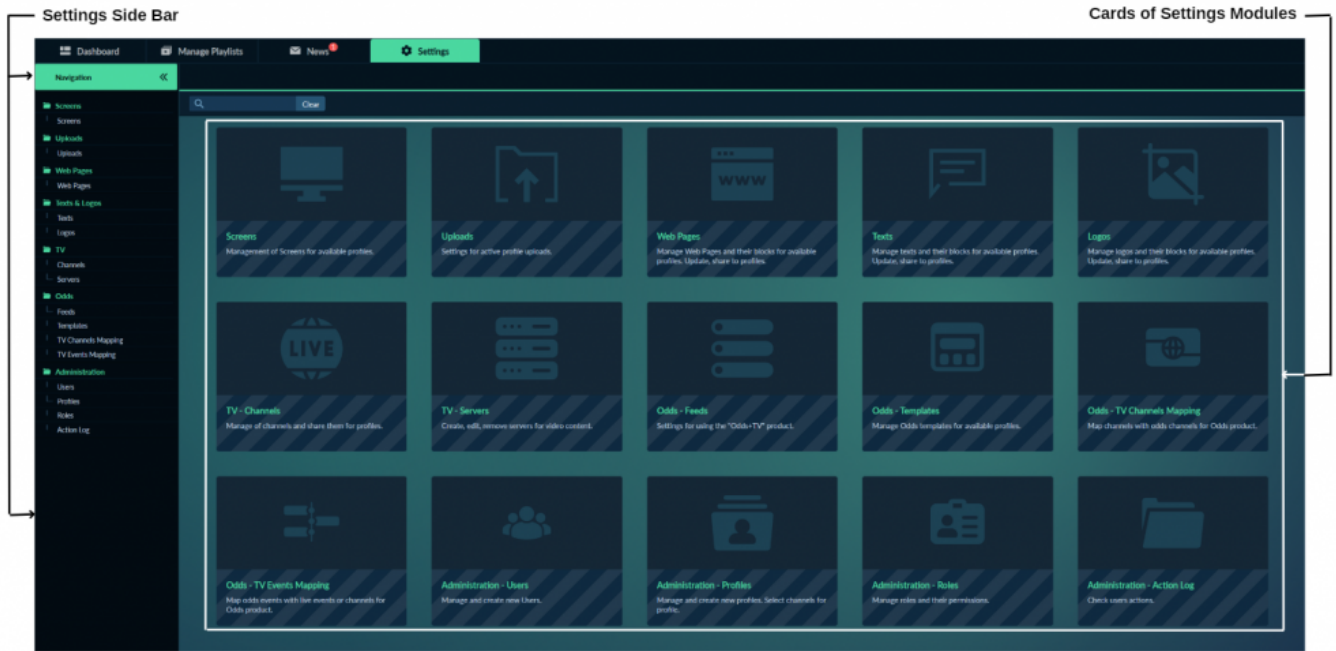 Settings Side Bar
Cards of Settings Modules
Dashboard
Manage Playlists
News
Settings
Navigation
Clear
Screens
Screens
Uploads
Uploads
Web Pages
Web Pages
Texts & Logos
Texts
Logos
TV
Channels
Servers
Odds
Feeds
Templates
TV Channels Mapping
TV Events Mapping
Administration
Users
Profiles
Roles
Action Log
WWW
Screens
Management of Screens for available profiles.
Uploads
Settings for active profile uploads.
Web Pages
Manage Web Pages and their blocks for available
profiles. Update, share to profiles.
Texts
Manage texts and their blocks for available profiles.
Update, share to profiles.
Logos
Manage logos and their blocks for available profiles.
Update, share to profiles.
LIVE
TV - Channels
Manage of channels and share them for profiles.
TV - Servers
Create, edit, remove servers for video content.
Odds - Feeds
Settings for using the "Odds+TV" product.
Odds - Templates
Manage Odds templates for available profiles.
Odds - TV Channels Mapping
Map channels with odds channels for Odds product.
Odds - TV Events Mapping
Map odds events with live events or channels for
Odds product.
Administration - Users
Manage and create new Users.
Administration - Profiles
Manage and create new profiles. Select channels for
profile.
Administration - Roles
Manage roles and their permissions.
Administration - Action Log
Check users actions.